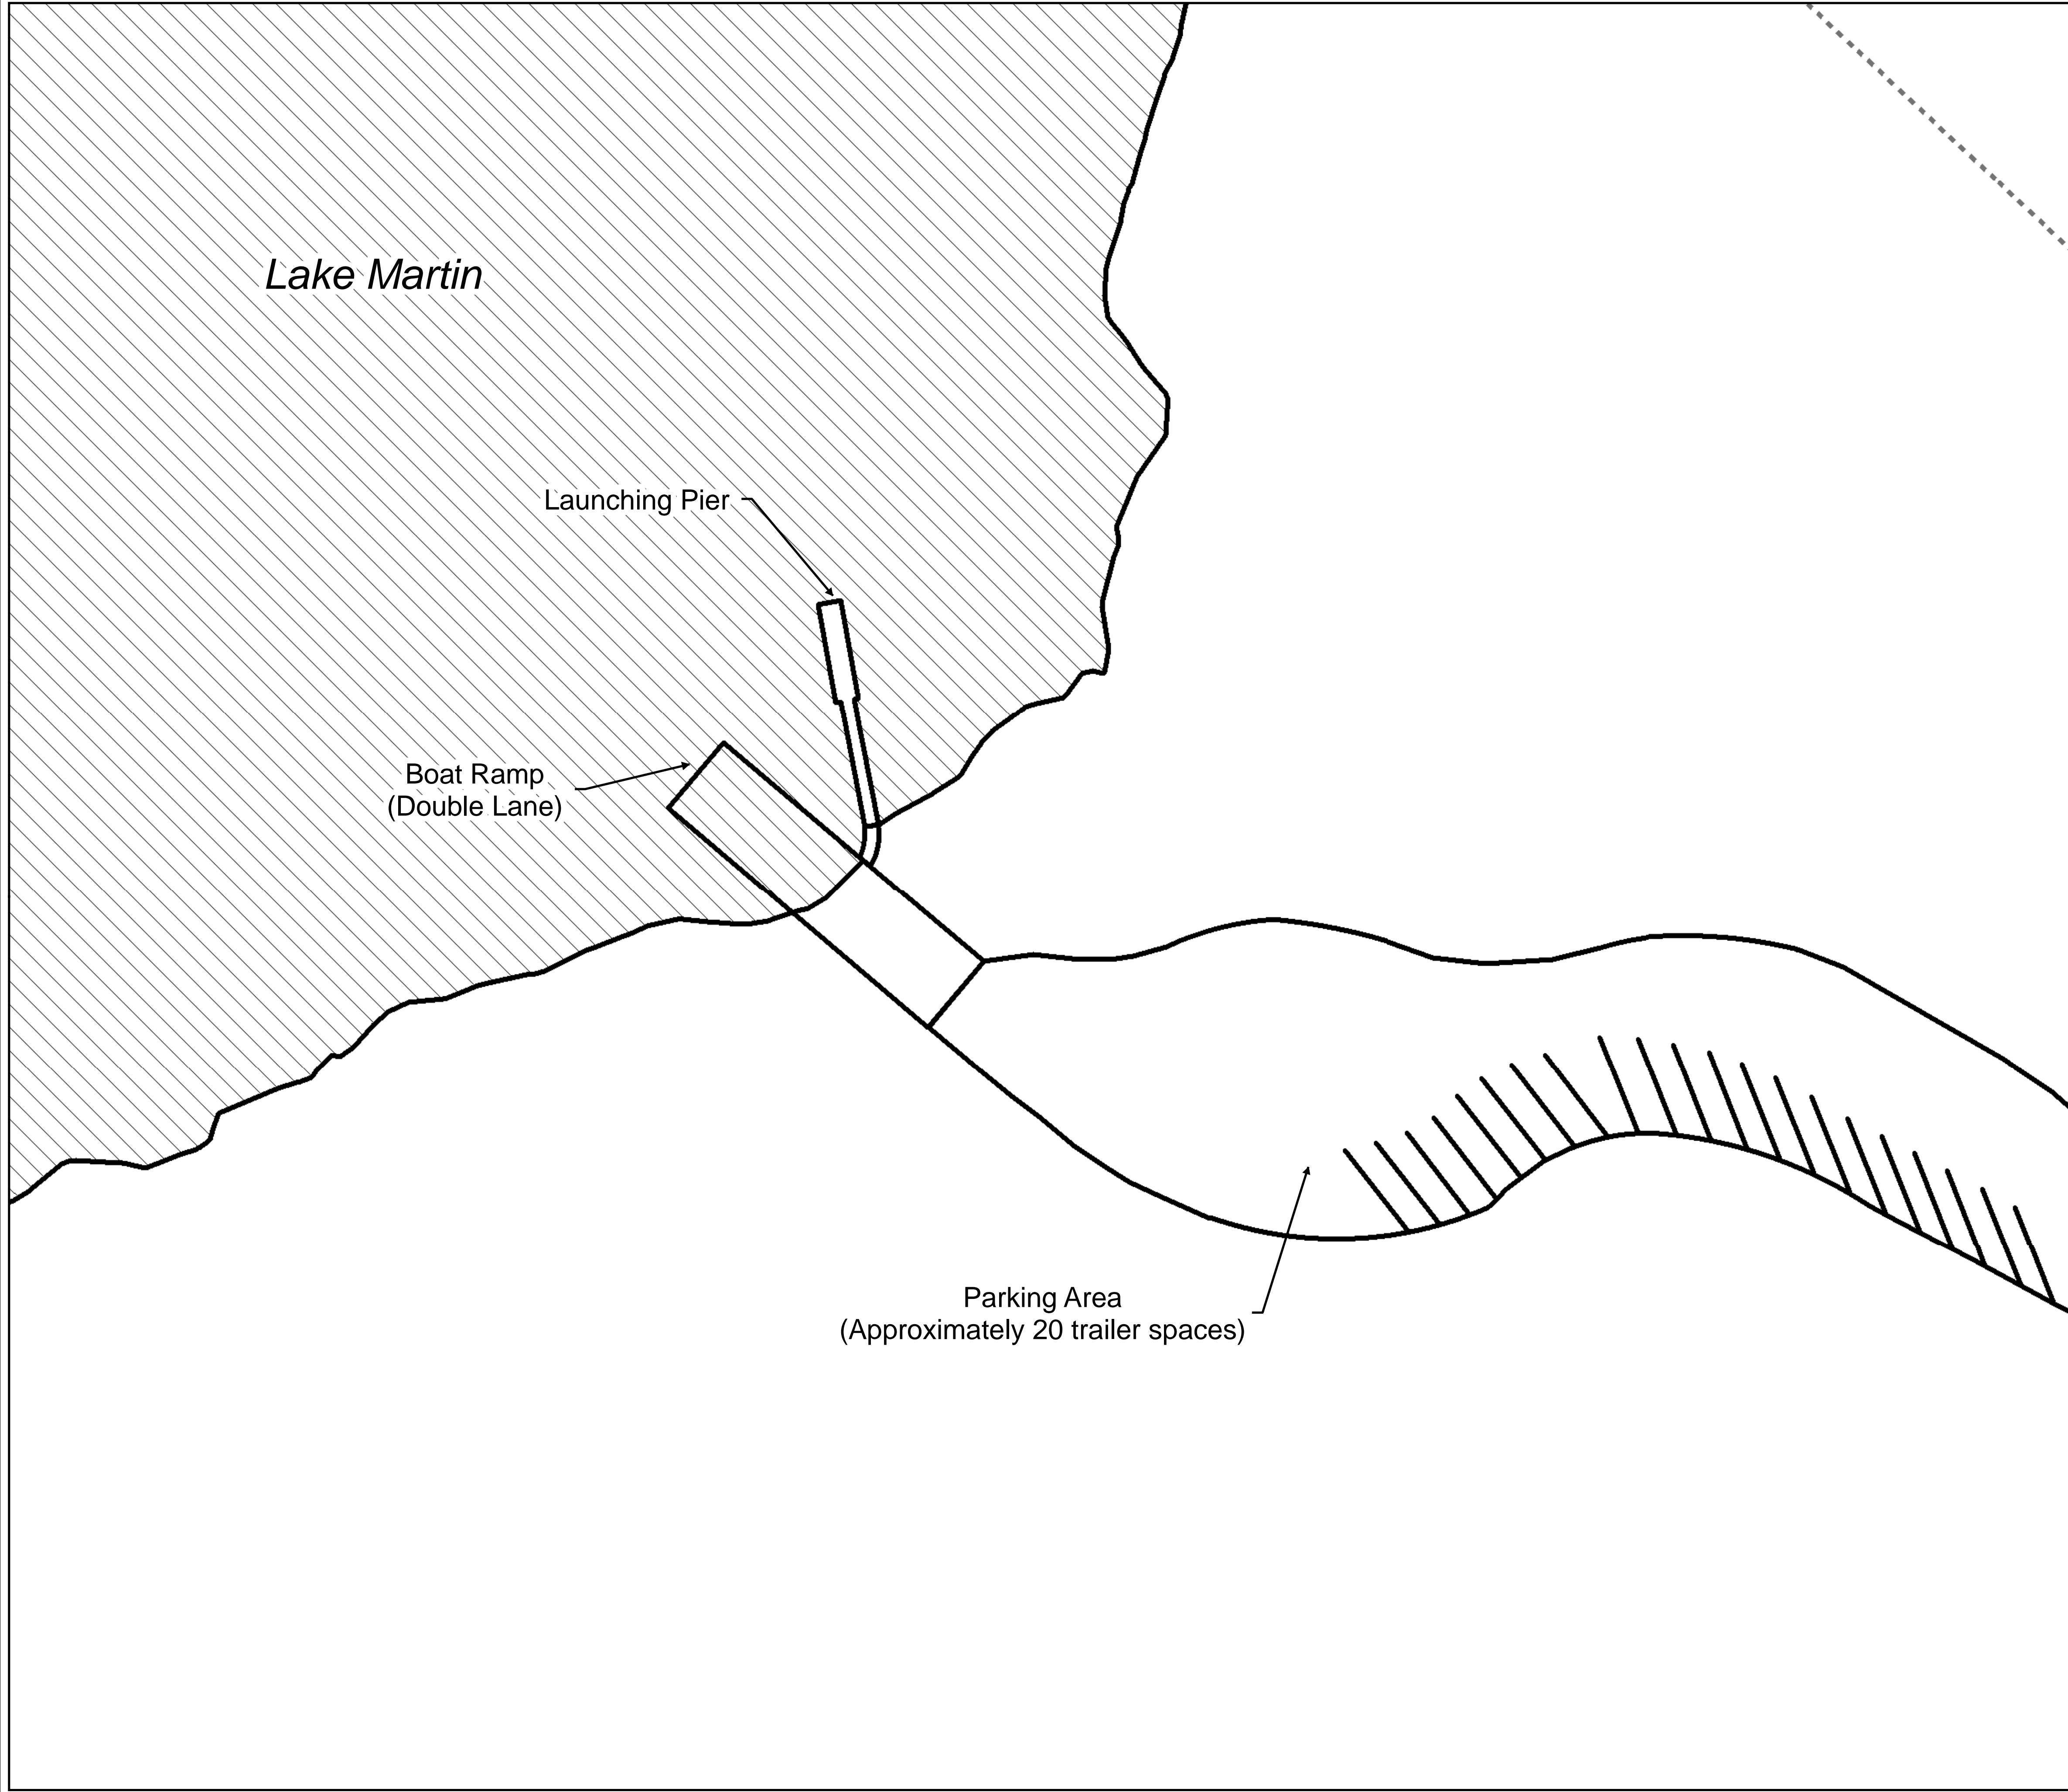 Lake Martin
Launching Pier
Boat Ramp
(Double Lane)
Parking Area
(Approximately 20 trailer spaces)